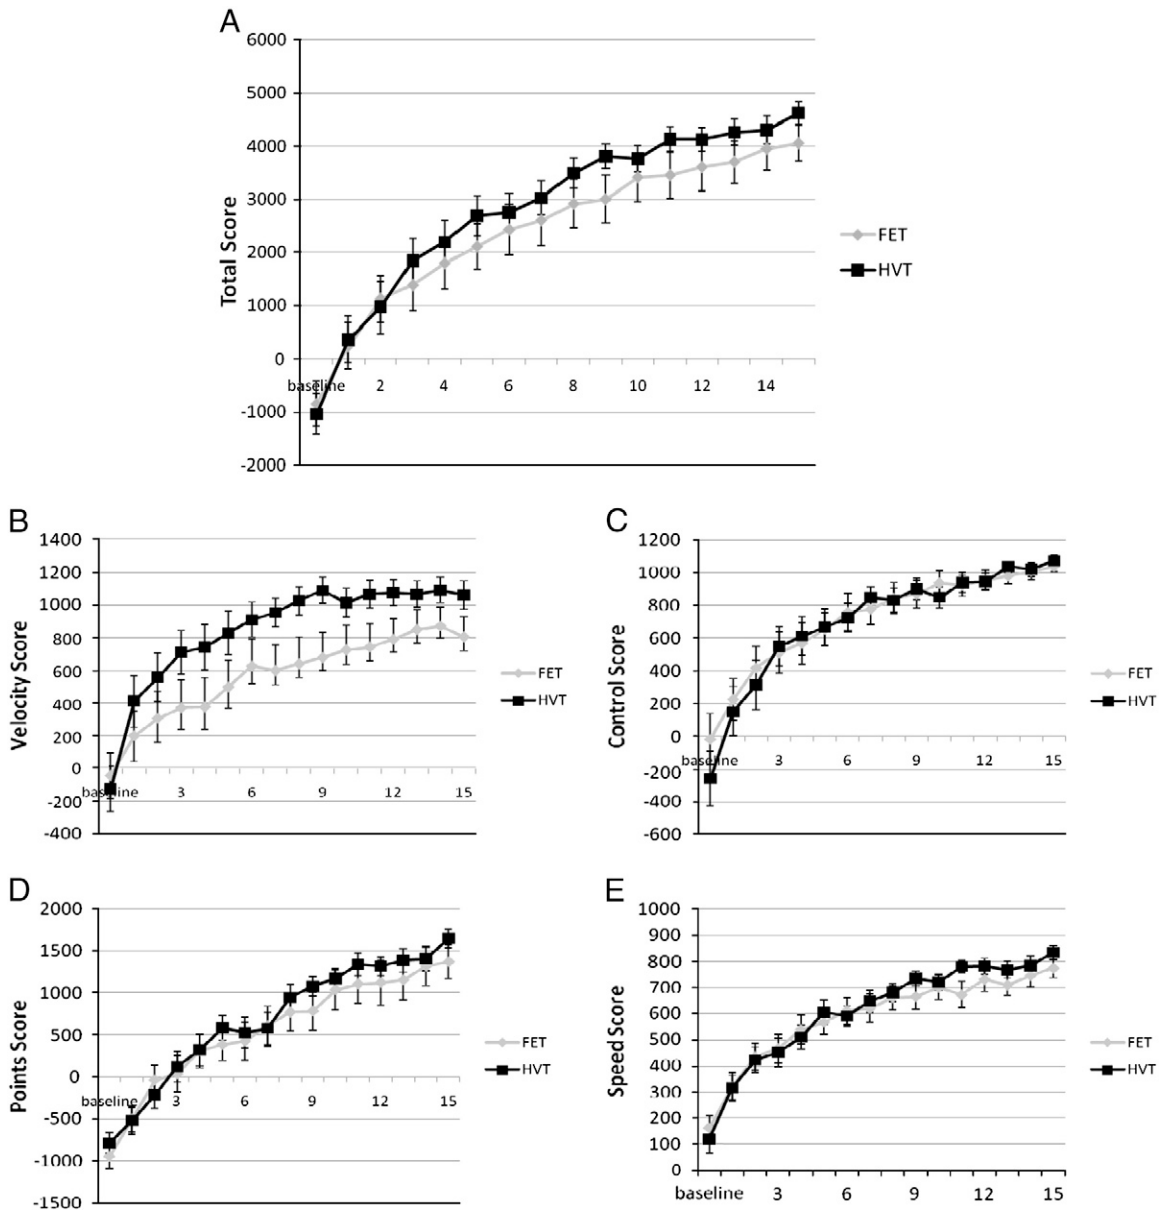 A
6000
5000
4000
3000
2000
1000
0
-1000
-2000
Total Score
baseline 2 4 6 8 10 12 14
FET
HVT
B
1400
1200
1000
800
600
400
200
0
-200
-400
Velocity Score
baseline 3 6 9 12 15
FET
HVT
C
1200
1000
800
600
400
200
0
-200
-400
-600
Control Score
baseline 3 6 9 12 15
FET
HVT
D
2000
1500
1000
500
0
-500
-1000
-1500
Points Score
baseline 3 6 9 12 15
FET
HVT
E
1000
900
800
700
600
500
400
300
200
100
0
Speed Score
baseline 3 6 9 12 15
FET
HVT